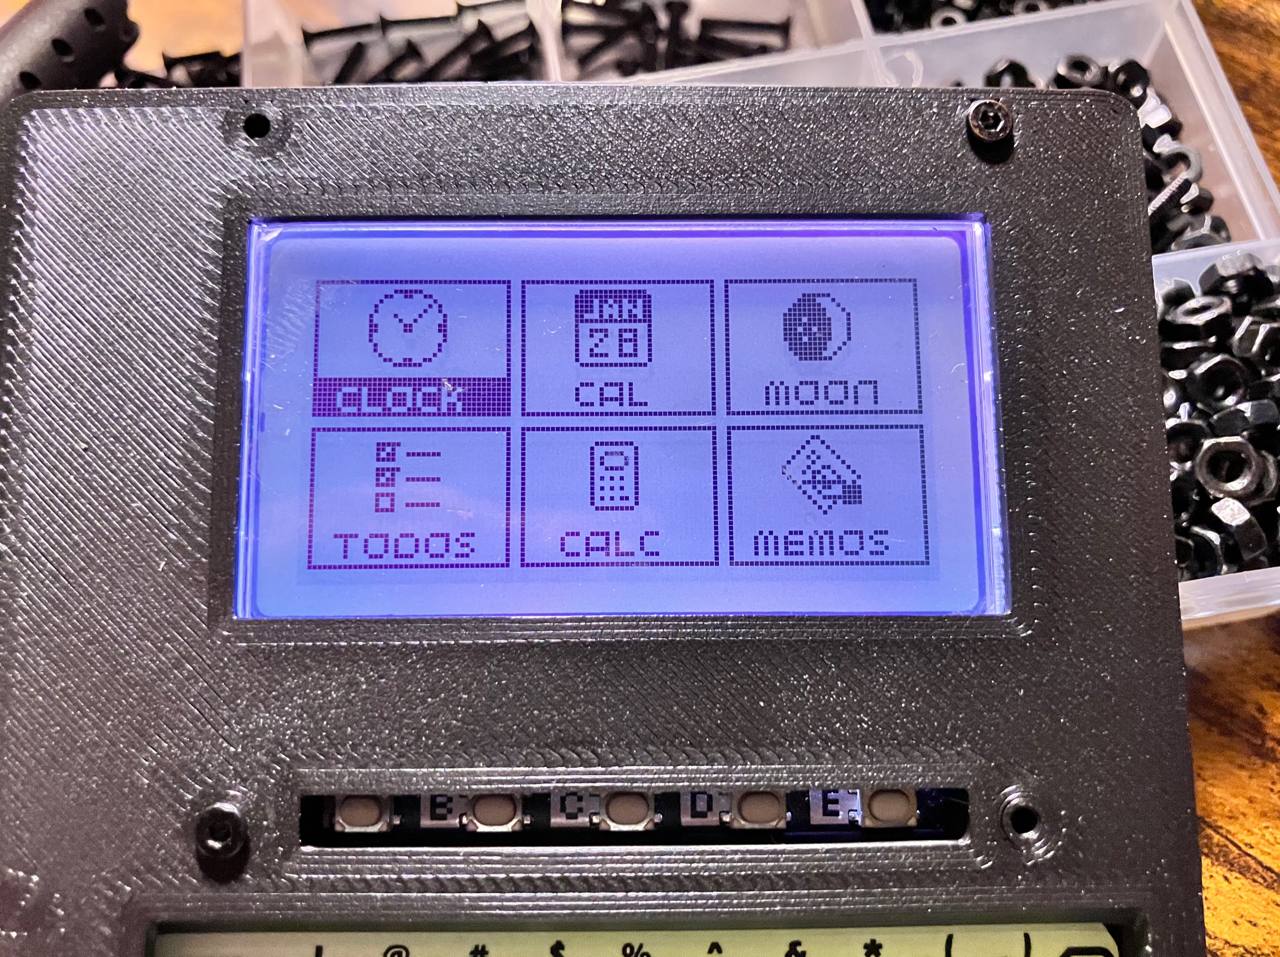 JAN
28
CLOCK CAL MOON
TODOS CALC MEMOS
B C D E
! @ # $ % ^ & * ( )